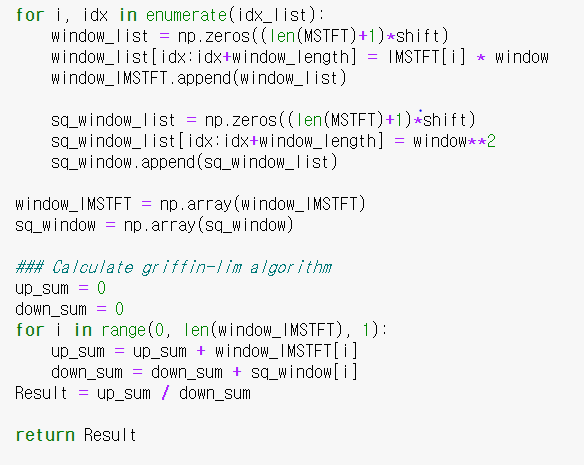 for i, idx in enumerate(idx_list):
    window_list = np.zeros((len(MSTFT)+1)*shift)
    window_list[idx:idx+window_length] = IMSTFT[i] * window
    window_IMSTFT.append(window_list)

    sq_window_list = np.zeros((len(MSTFT)+1)*shift)
    sq_window_list[idx:idx+window_length] = window**2
    sq_window.append(sq_window_list)

window_IMSTFT = np.array(window_IMSTFT)
sq_window = np.array(sq_window)

### Calculate griffin-lim algorithm
up_sum = 0
down_sum = 0
for i in range(0, len(window_IMSTFT), 1):
    up_sum = up_sum + window_IMSTFT[i]
    down_sum = down_sum + sq_window[i]
Result = up_sum / down_sum

return Result